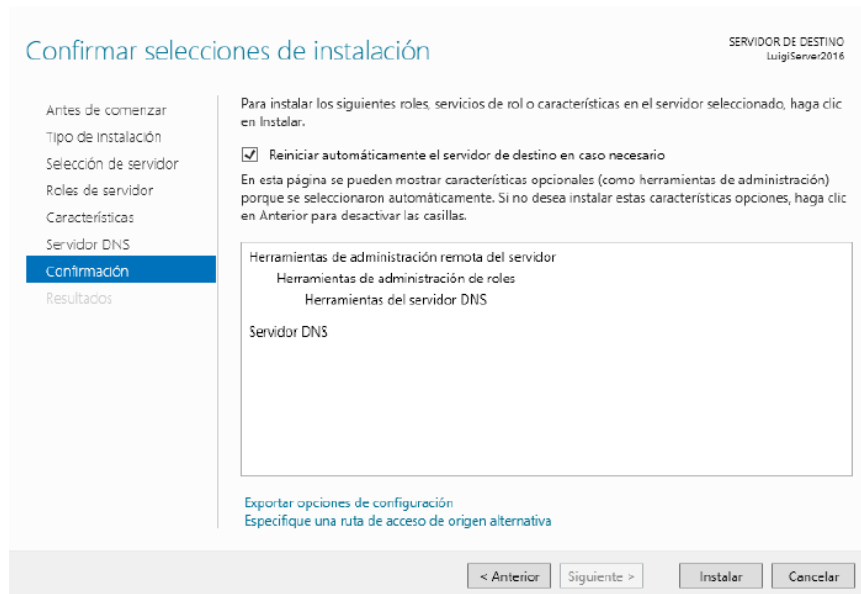 Confirmar selecciones de instalación
SERVIDOR DE DESTINO
LuigiServer2016
Antes de comenzar
Tipo de instalación
Selección de servidor
Roles de servidor
Características
Servidor DNS
Confirmación
Resultados
Para instalar los siguientes roles, servicios de rol o características en el servidor seleccionado, haga clic
en Instalar.
Reiniciar automáticamente el servidor de destino en caso necesario
En esta página se pueden mostrar características opcionales (como herramientas de administración)
porque se seleccionaron automáticamente. Si no desea instalar estas características opciones, haga clic
en Anterior para desactivar las casillas.
Herramientas de administración remota del servidor
Herramientas de administración de roles
Herramientas del servidor DNS
Servidor DNS
Exportar opciones de configuración
Especifique una ruta de acceso de origen alternativa
< Anterior
Siguiente >
Instalar
Cancelar